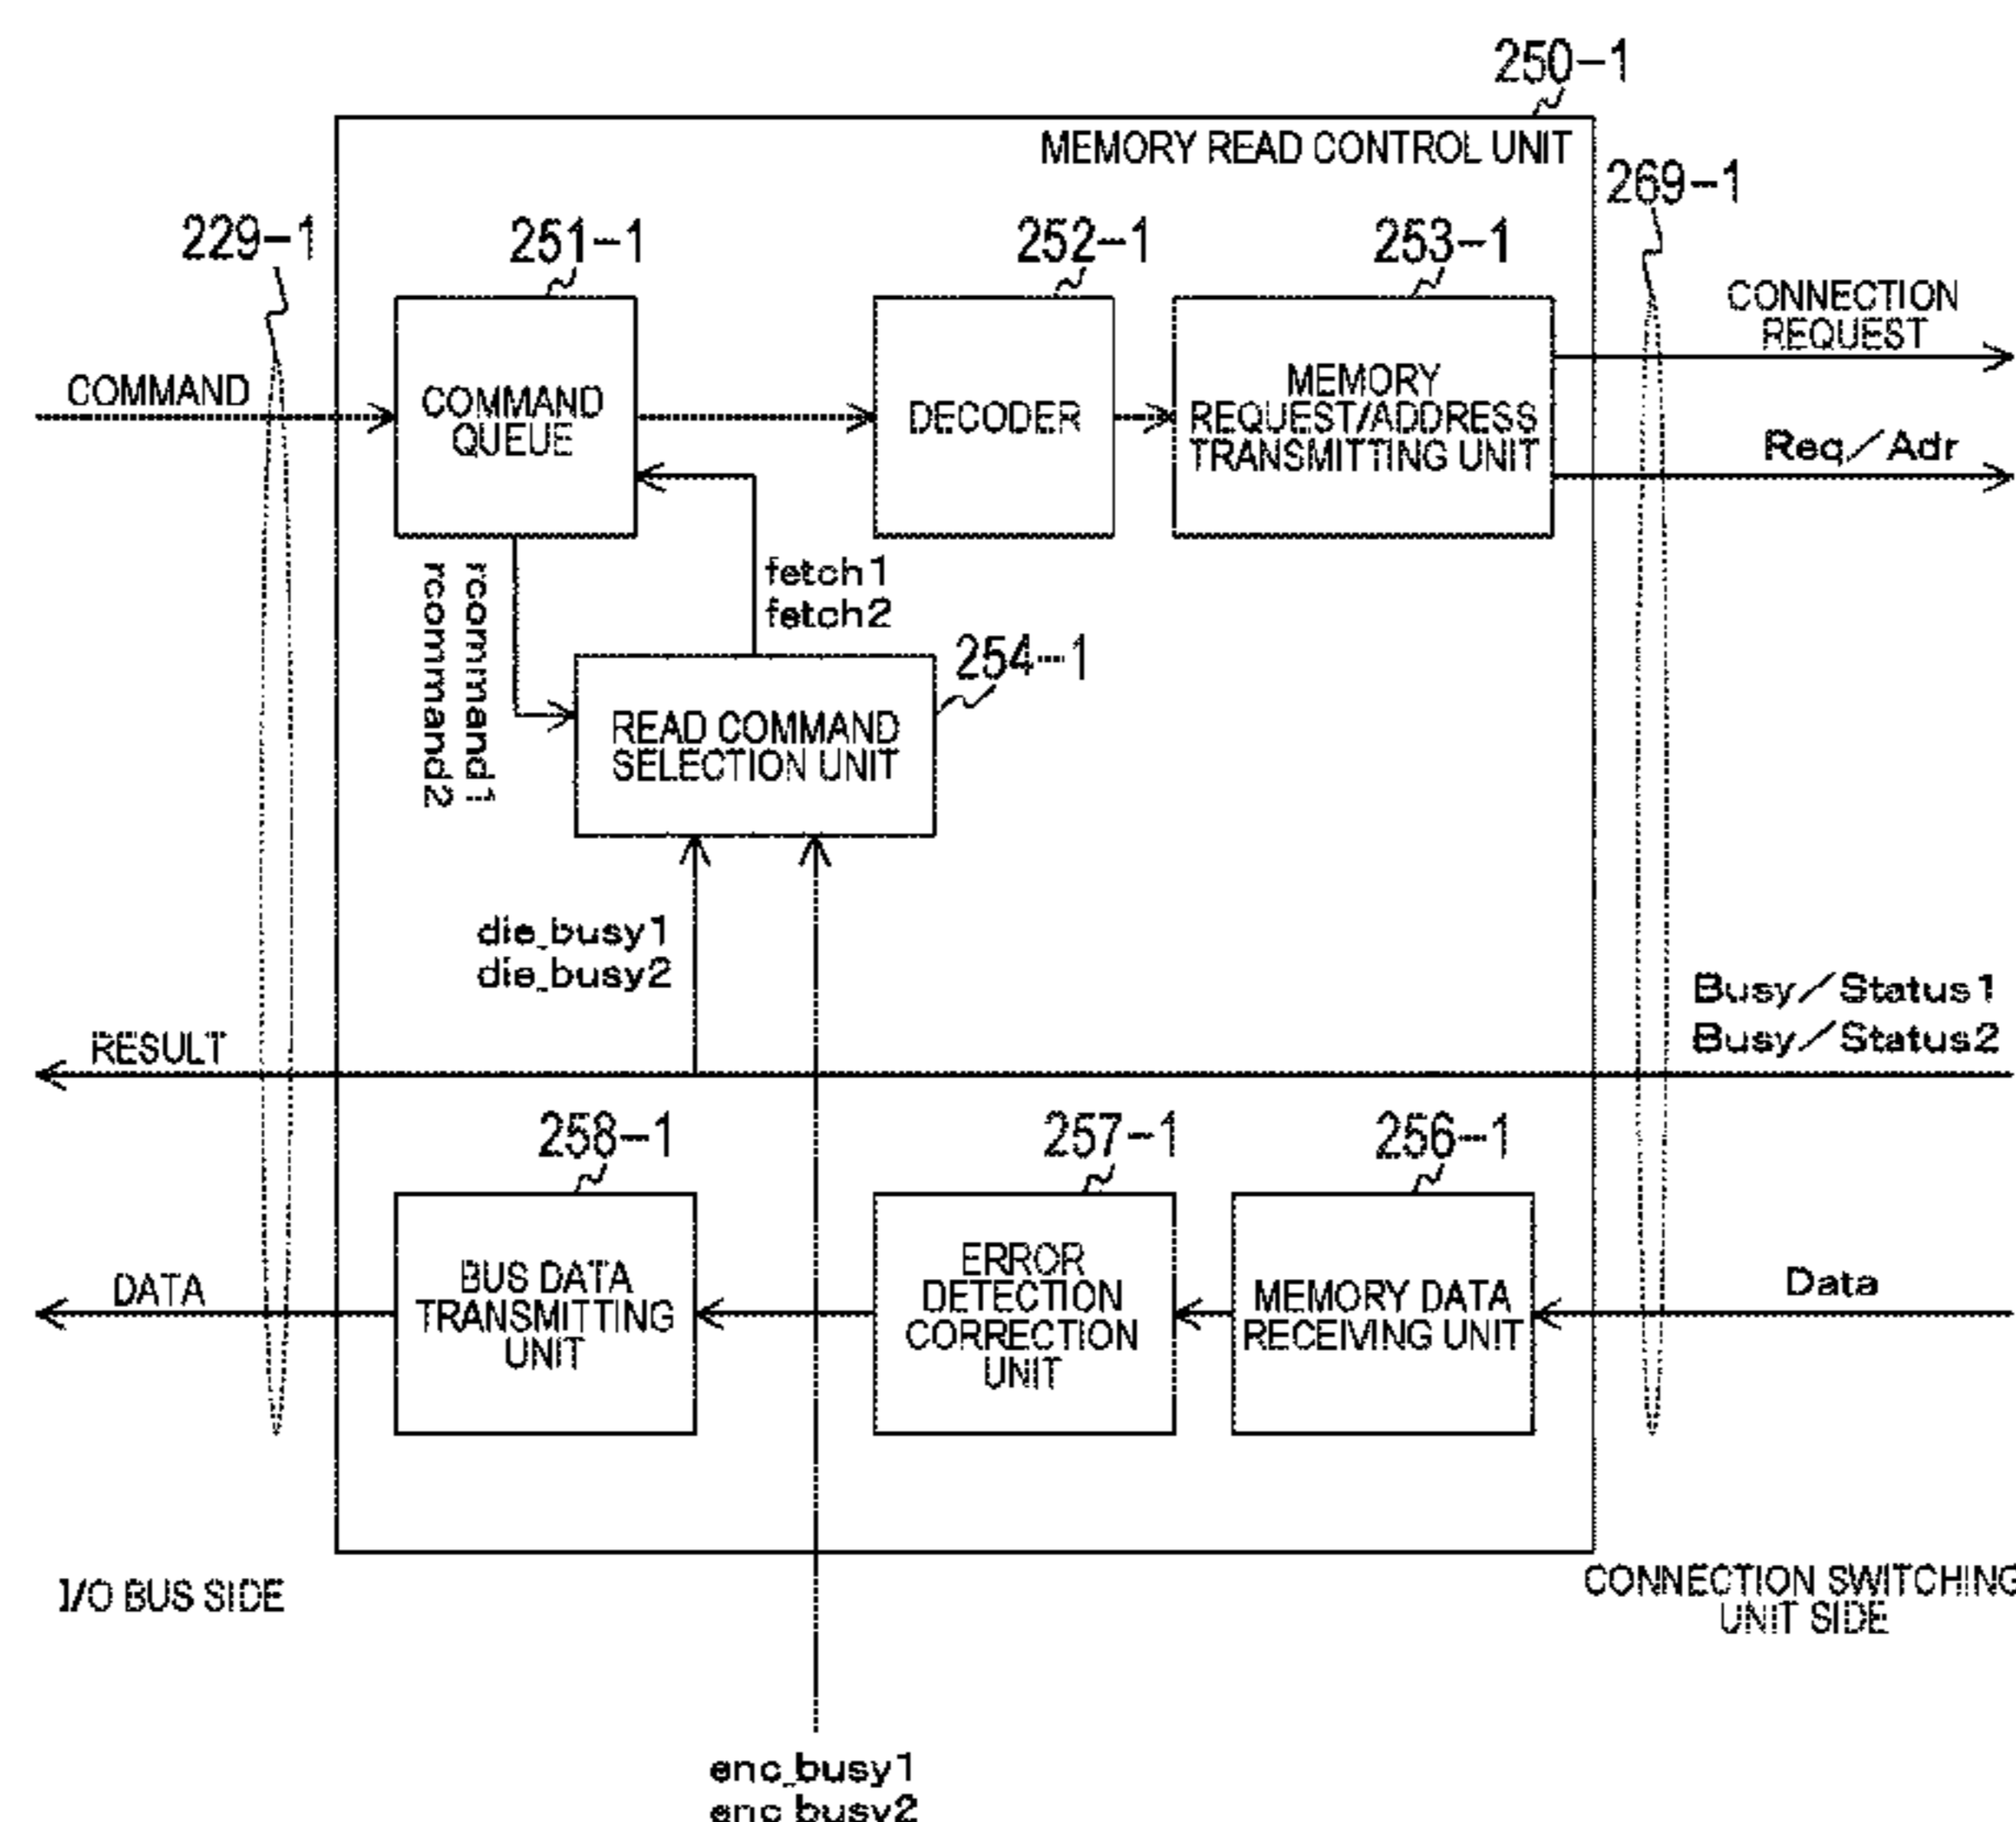 250-1
MEMORY READ CONTROL UNIT
269-1
229-1
251-1
252-1
253-1
CONNECTION
REQUEST
COMMAND
COMMAND
QUEUE
DECODER
MEMORY
REQUEST/ADDRESS
TRANSMITTING UNIT
Req/Adr
rcommand1
rcommand2
fetch1
fetch2
254-1
READ COMMAND
SELECTION UNIT
die_busy1
die_busy2
Busy/Status1
Busy/Status2
RESULT
258-1
257-1
256-1
DATA
BUS DATA
TRANSMITTING
UNIT
ERROR
DETECTION
CORRECTION
UNIT
MEMORY DATA
RECEIVING UNIT
Data
I/O BUS SIDE
CONNECTION SWITCHING
UNIT SIDE
enc_busy1
enc_busy2